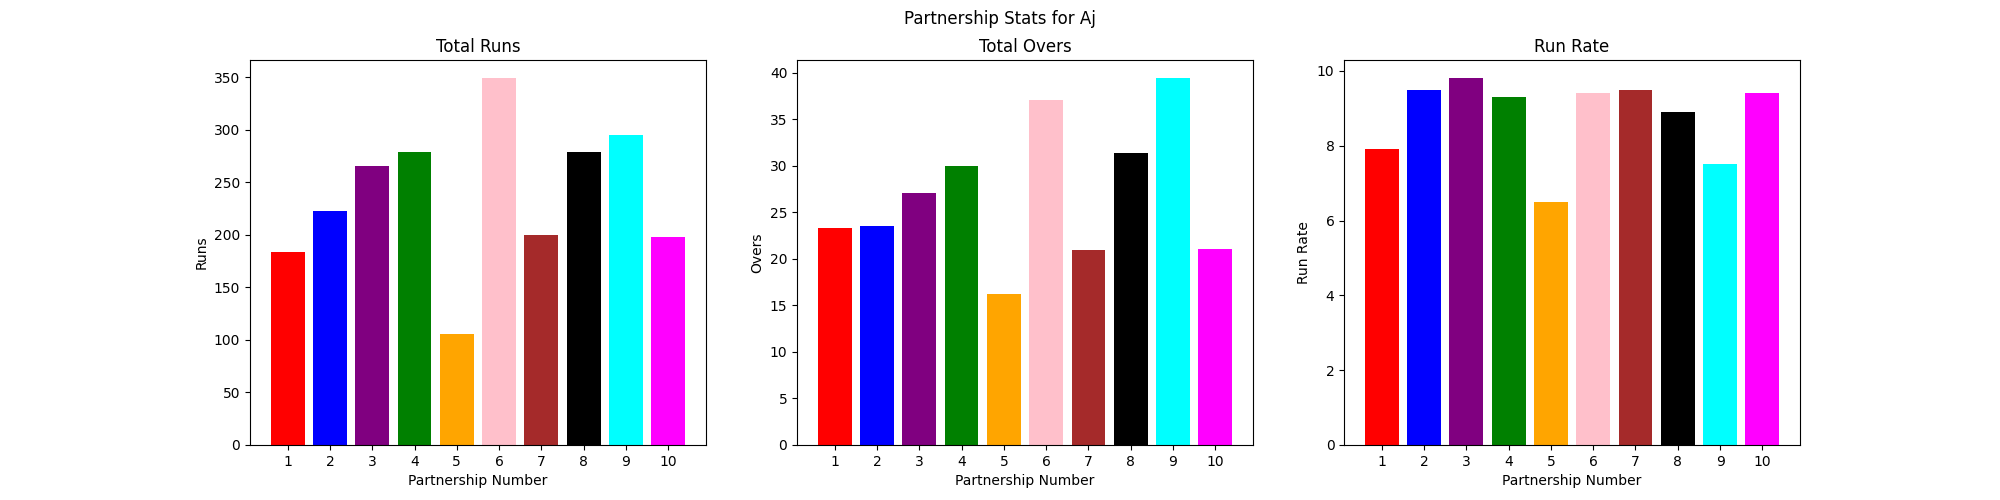 Partnership Stats for Aj
Total Runs
350
300
250
200
150
100
50
0
Runs
1 2 3 4 5 6 7 8 9 10
Partnership Number
Total Overs
40
35
30
25
20
15
10
5
0
Overs
1 2 3 4 5 6 7 8 9 10
Partnership Number
Run Rate
10
8
6
4
2
0
Run Rate
1 2 3 4 5 6 7 8 9 10
Partnership Number